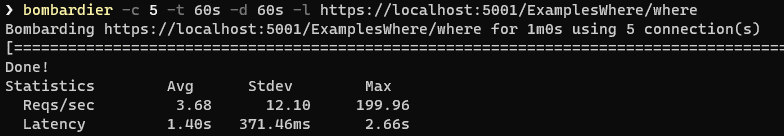 ❯ bombardier -c 5 -t 60s -d 60s -l https://localhost:5001/ExamplesWhere/where
Bombarding https://localhost:5001/ExamplesWhere/where for 1m0s using 5 connection(s)
[=====================================================================================
Done!
Statistics        Avg      Stdev        Max
  Reqs/sec         3.68      12.10     199.96
  Latency         1.40s   371.46ms      2.66s